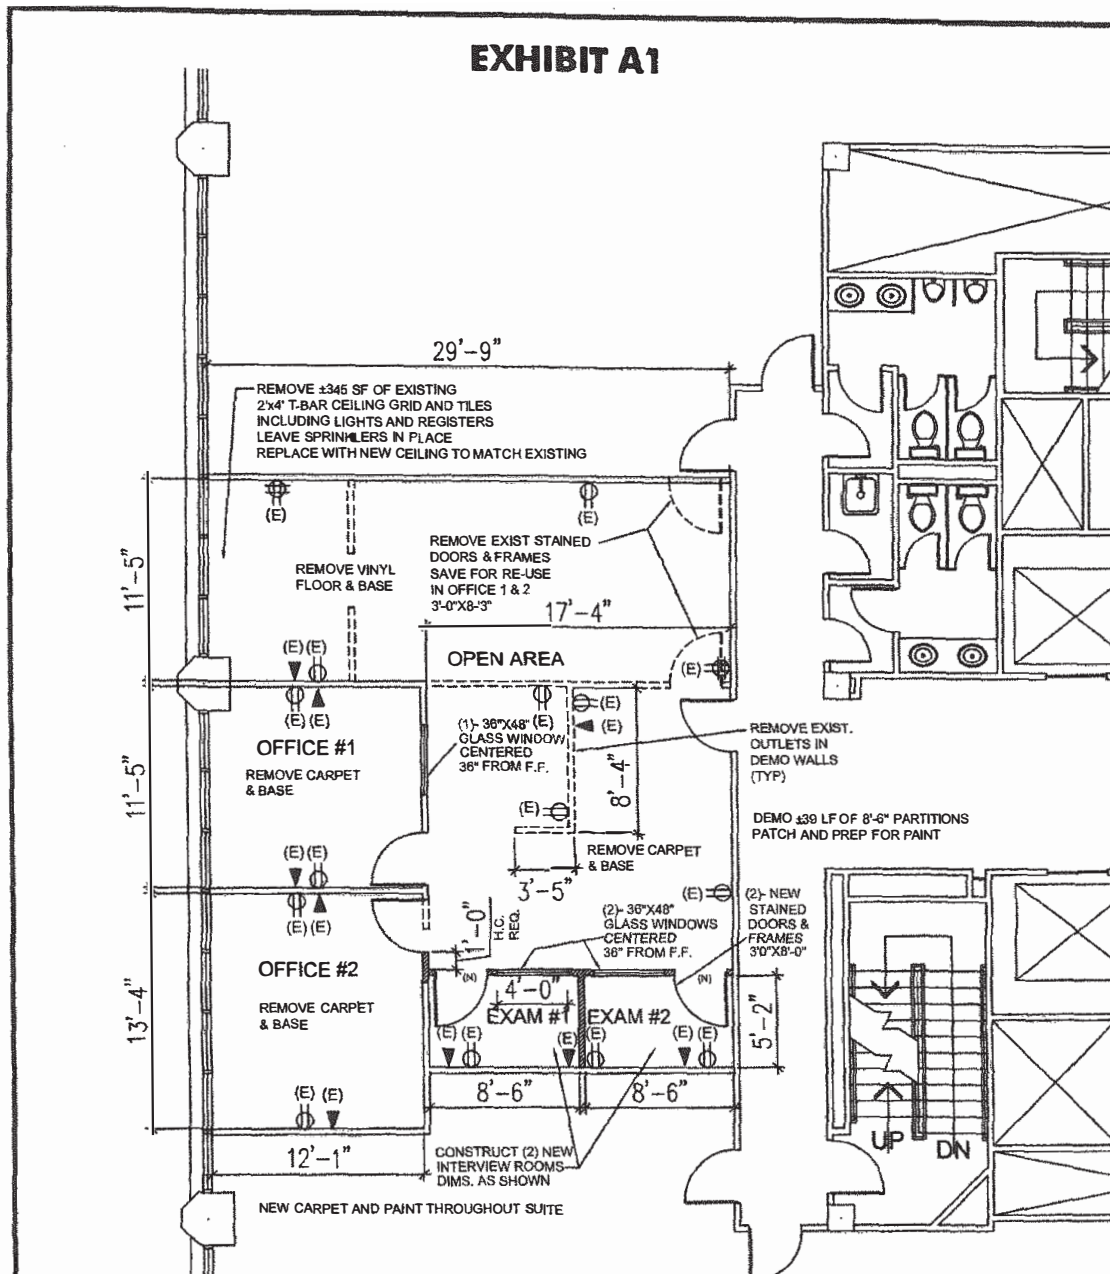 EXHIBIT A1
29'-9"
REMOVE ±345 SF OF EXISTING
2'x4' T-BAR CEILING GRID AND TILES
INCLUDING LIGHTS AND REGISTERS
LEAVE SPRINKLERS IN PLACE
REPLACE WITH NEW CEILING TO MATCH EXISTING
(E)
(E)
11'-5"
REMOVE VINYL
FLOOR & BASE
REMOVE EXIST STAINED
DOORS & FRAMES
SAVE FOR RE-USE
IN OFFICE 1 & 2
3'-0"X8-'3"
17'-4"
(E) (E)
OPEN AREA
(E)
(E) (E)
OFFICE #1
REMOVE CARPET
& BASE
(1)- 36"X48"
GLASS WINDOW
CENTERED
36" FROM F.F.
(E)
(E)
(E)
REMOVE EXIST.
OUTLETS IN
DEMO WALLS
(TYP)
11'-5"
8'-4"
(E)
DEMO ±39 LF OF 8'-6" PARTITIONS
PATCH AND PREP FOR PAINT
REMOVE CARPET
& BASE
3'-5"
(E) (E)
(E) (E)
(E)
1'-0"
H.C.
REQ.
(2)- 36"X48"
GLASS WINDOWS
CENTERED
36" FROM F.F.
(2)- NEW
STAINED
DOORS &
FRAMES
3'0"X8'-0"
OFFICE #2
REMOVE CARPET
& BASE
13'-4"
(N)
(N)
4'-0"
EXAM #1
EXAM #2
5'-2"
(E) (E)
(E)
(E)
(E) (E)
8'-6"
8'-6"
(E) (E)
12'-1"
CONSTRUCT (2) NEW
INTERVIEW ROOMS
DIMS. AS SHOWN
NEW CARPET AND PAINT THROUGHOUT SUITE
UP
DN